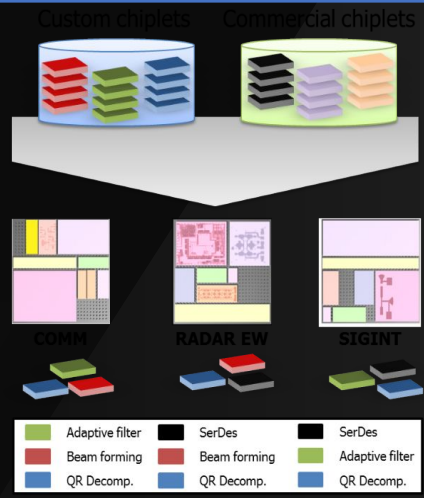 Custom chiplets
Commercial chiplets
COMM
RADAR EW
SIGINT
Adaptive filter
SerDes
SerDes
Beam forming
Beam forming
Adaptive filter
QR Decomp.
QR Decomp.
QR Decomp.